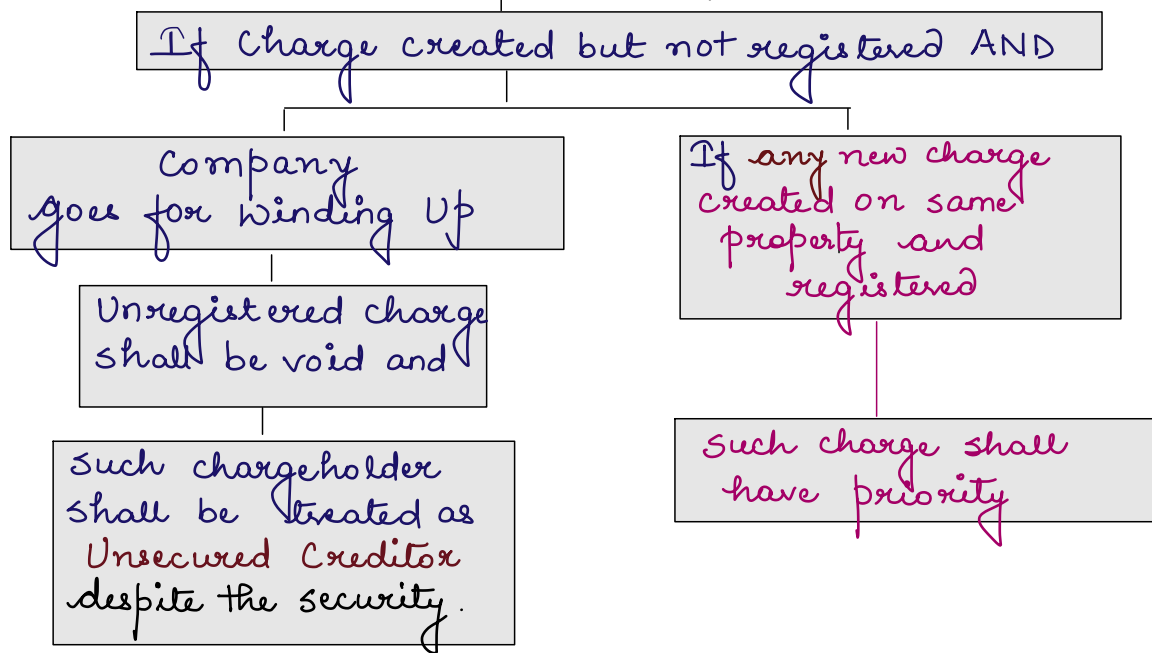 If Charge created but not registered AND
Company
goes for Winding Up
Unregistered charge
shall be void and
Such chargeholder
shall be treated as
Unsecured Creditor
despite the security.
If any new charge
created on same
property and
registered
Such charge shall
have priority